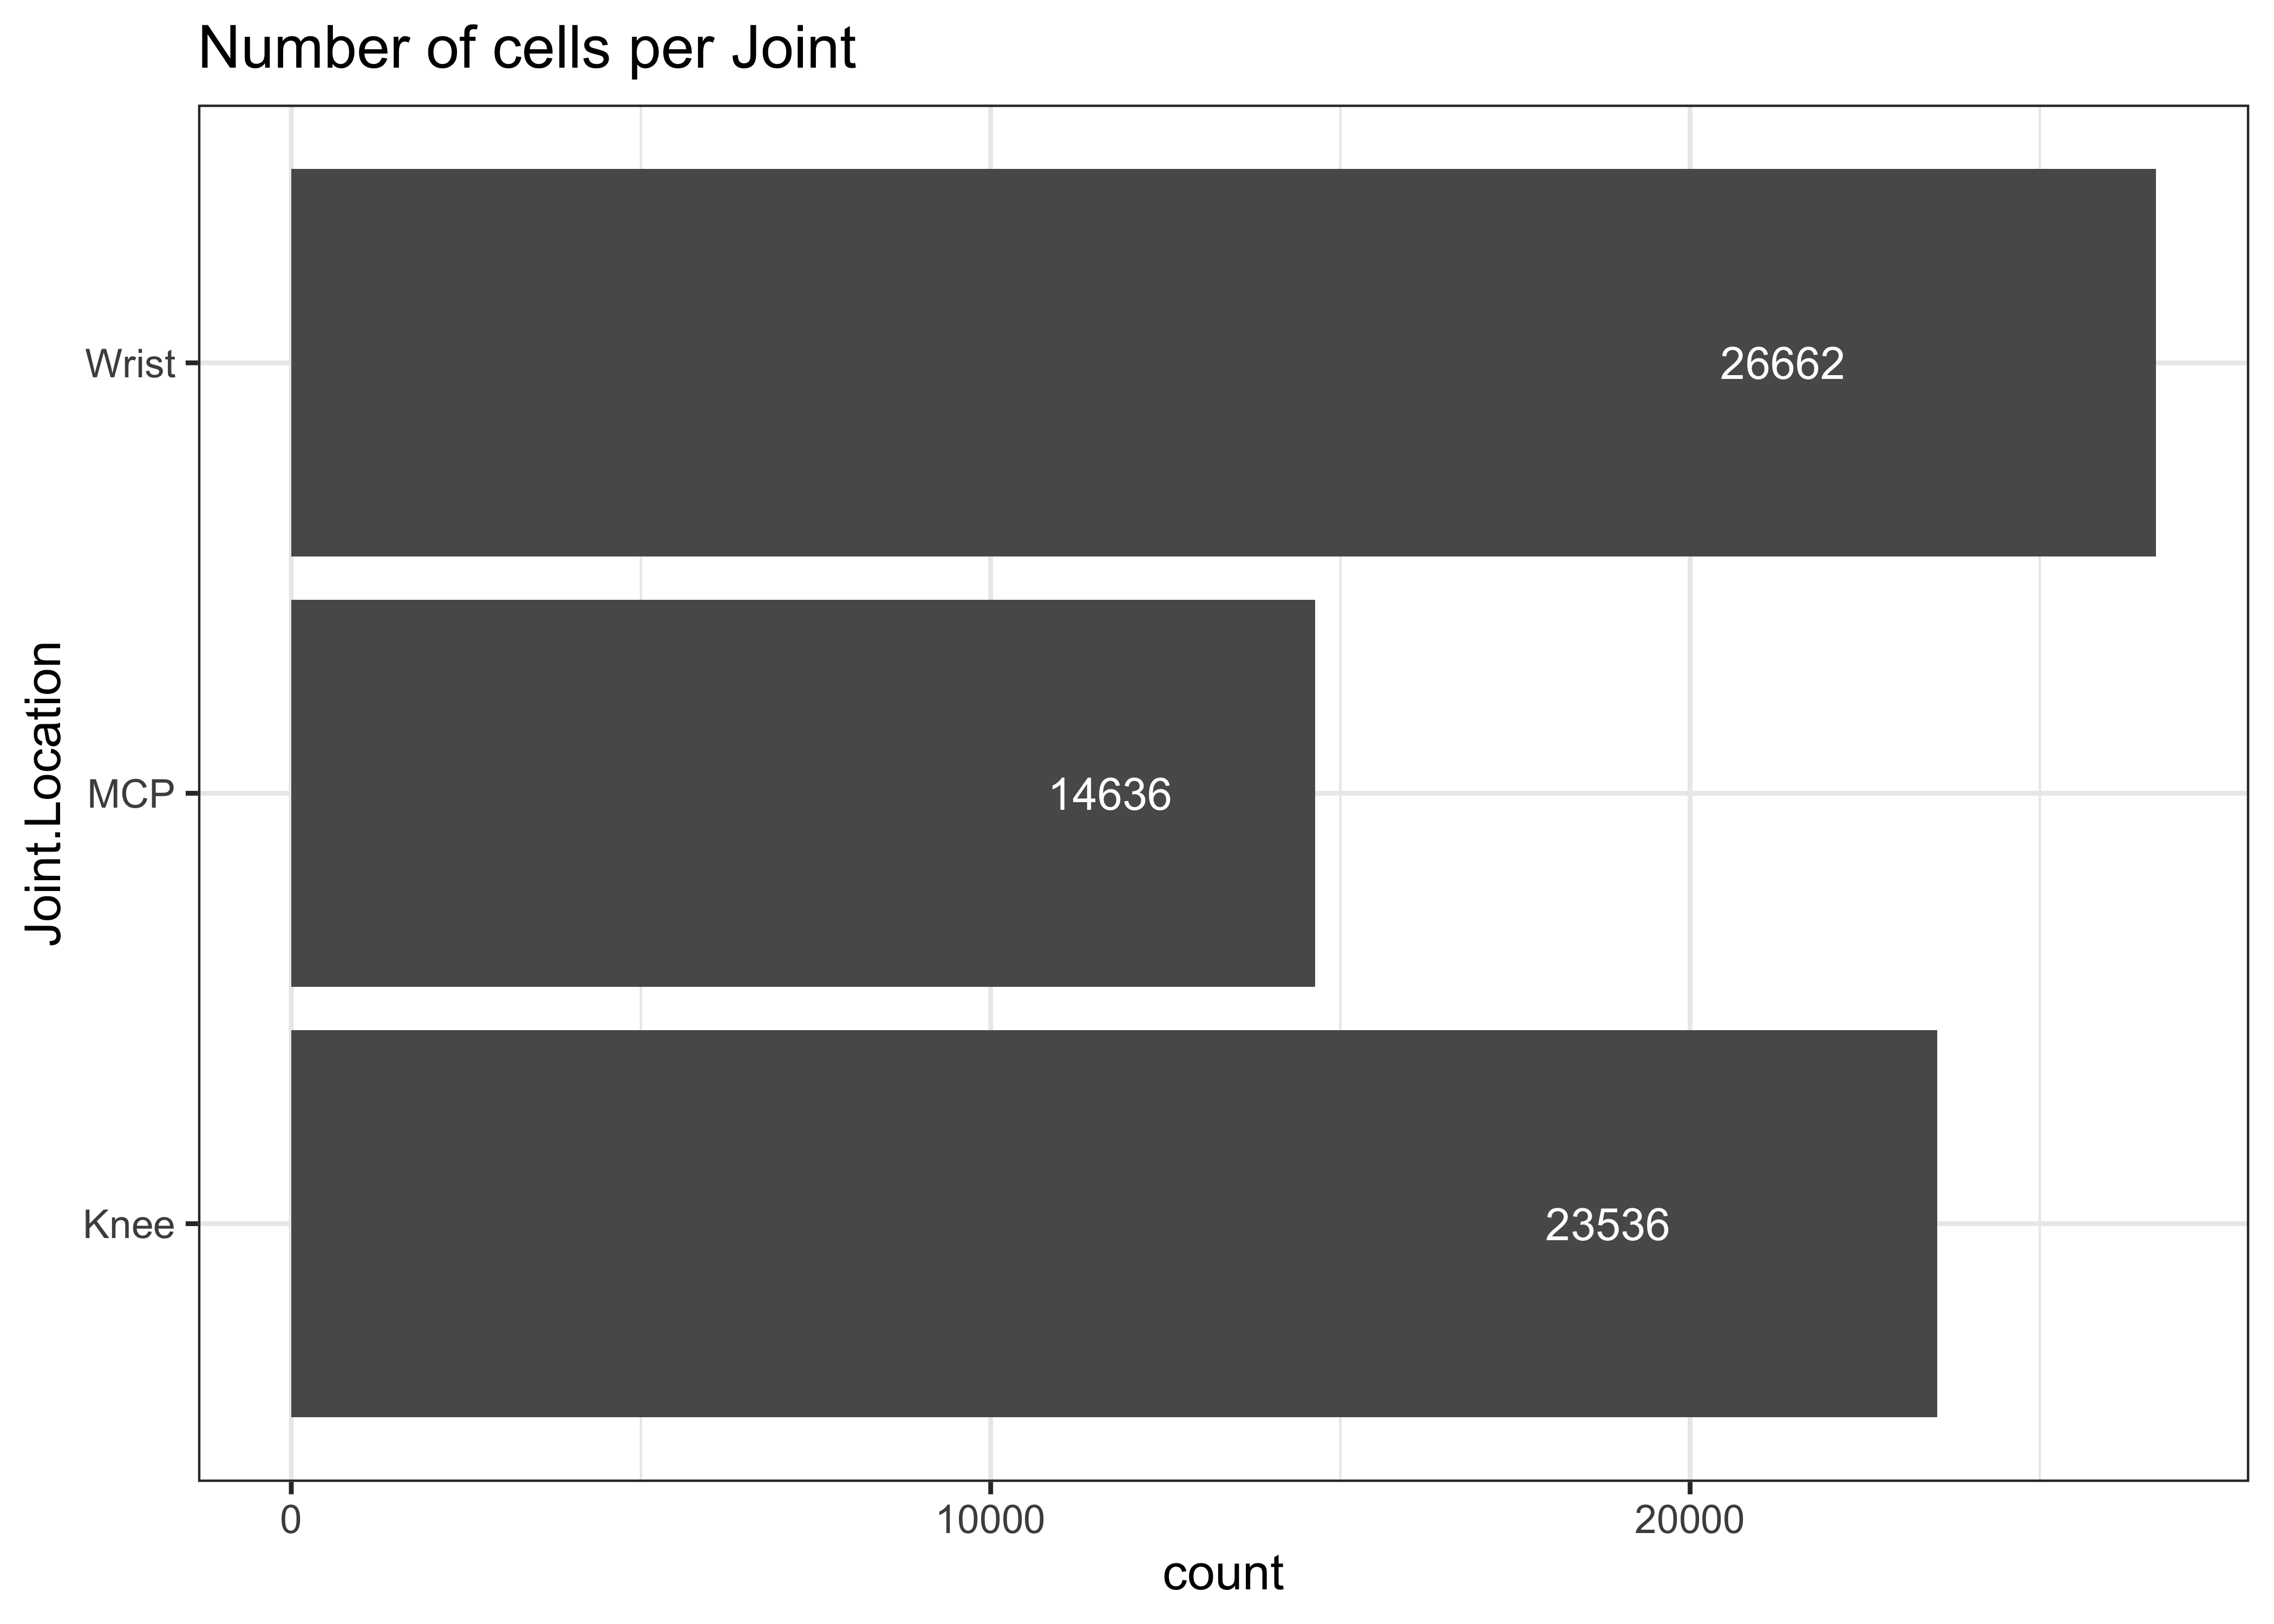 Number of cells per Joint
Joint.Location
Wrist
26662
MCP
14636
Knee
23536
0
10000
20000
count